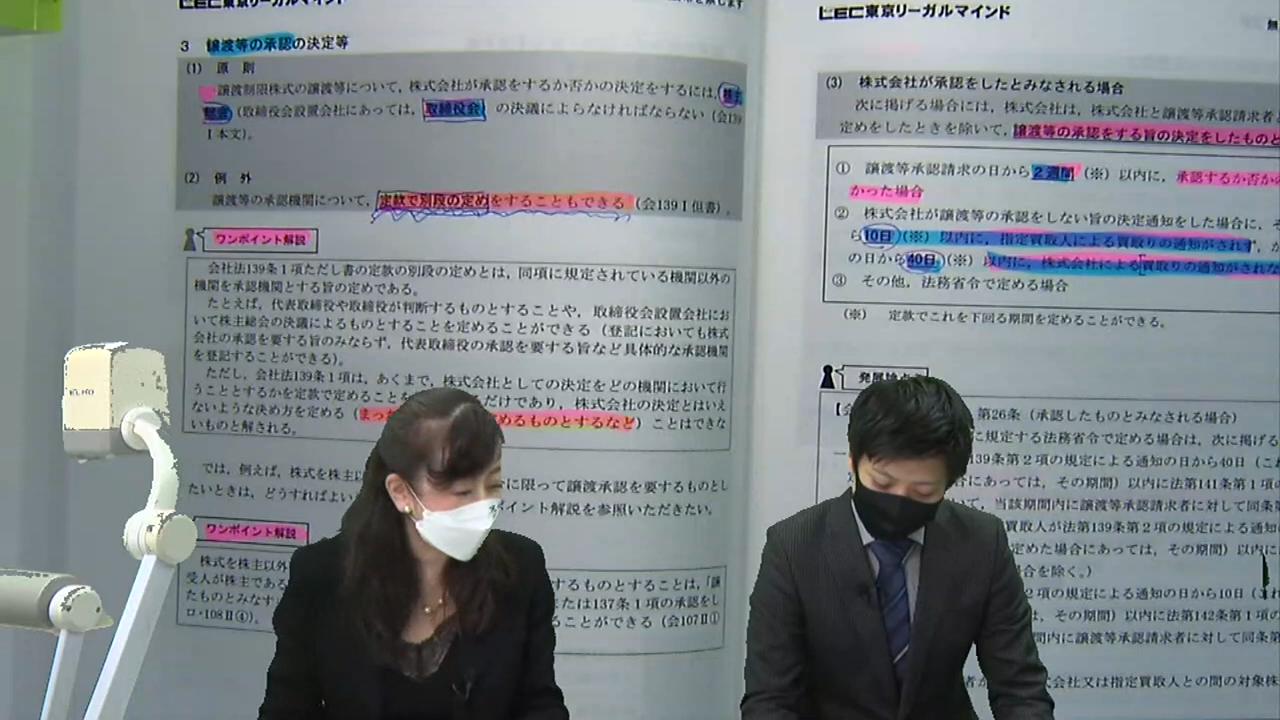 LEC東京リーガルマインド
3 譲渡等の承認の決定等
(1) 原則
譲渡制限株式の譲渡等について，株式会社が承認をするか否かの決定をするには，株主
総会（取締役会設置会社にあっては，取締役会）の決議によらなければならない（会139
Ⅰ本文）。
(2) 例外
譲渡等の承認機関について，定款で別段の定めをすることもできる（会139Ⅰ但書）。
ワンポイント解説
会社法139条1項ただし書の定款の別段の定めとは，同項に規定されている機関以外の
機関を承認機関とする旨の定めである。
たとえば，代表取締役や取締役が判断するものとすることや，取締役会設置会社にお
いて株主総会の決議によるものとすることを定めることができる（登記においても株式
会社の承認を要する旨のみならず，代表取締役の承認を要する旨など具体的な承認機関
を登記することができる）。
ただし，会社法139条1項は，あくまで，株式会社としての決定をどの機関において行
うこととするかを定款で定めることを だけであり，株式会社の決定とはいえ
ないような決め方を定める（まっ めるものとするなど）ことはできな
いものと解される。
では，例えば，株式を株主以 に限って譲渡承認を要するものとし
たいときは，どうすればよい イント解説を参照いただきたい。
ワンポイント解説
株式を株主以外 するものとすることは，「譲
受人が株主である または137条1項の承認をし
たものとみなす ることができる（会107Ⅱ①
ロ・108Ⅱ④）。
LEC東京リーガルマインド
(3) 株式会社が承認をしたとみなされる場合
次に掲げる場合には，株式会社は，株式会社と譲渡等承認請求者と
定めをしたときを除いて，譲渡等の承認をする旨の決定をしたものと
① 譲渡等承認請求の日から2週間（※）以内に，承認するか否かの
かった場合
② 株式会社が譲渡等の承認をしない旨の決定通知をした場合に，そ
ら10日（※）以内に，指定買取人による買取りの通知がされず，か
の日から40日（※）以内に，株式会社による買取りの通知がされな
③ その他，法務省令で定める場合
（※） 定款でこれを下回る期間を定めることができる。
発展論点
第26条（承認したものとみなされる場合）
に規定する法務省令で定める場合は，次に掲げる
139条第2項の規定による通知の日から40日（これ
合にあっては，その期間）以内に法第141条第1項の
て，当該期間内に譲渡等承認請求者に対して同条第
買取人が法第139条第2項の規定による通知の
定めた場合にあっては，その期間）以内に
合を除く。）
2項の規定による通知の日から10日
は，その期間）以内に法第142条第1項の
間内に譲渡等承認請求者に対して同条第
株式会社又は指定買取人との間の対象株